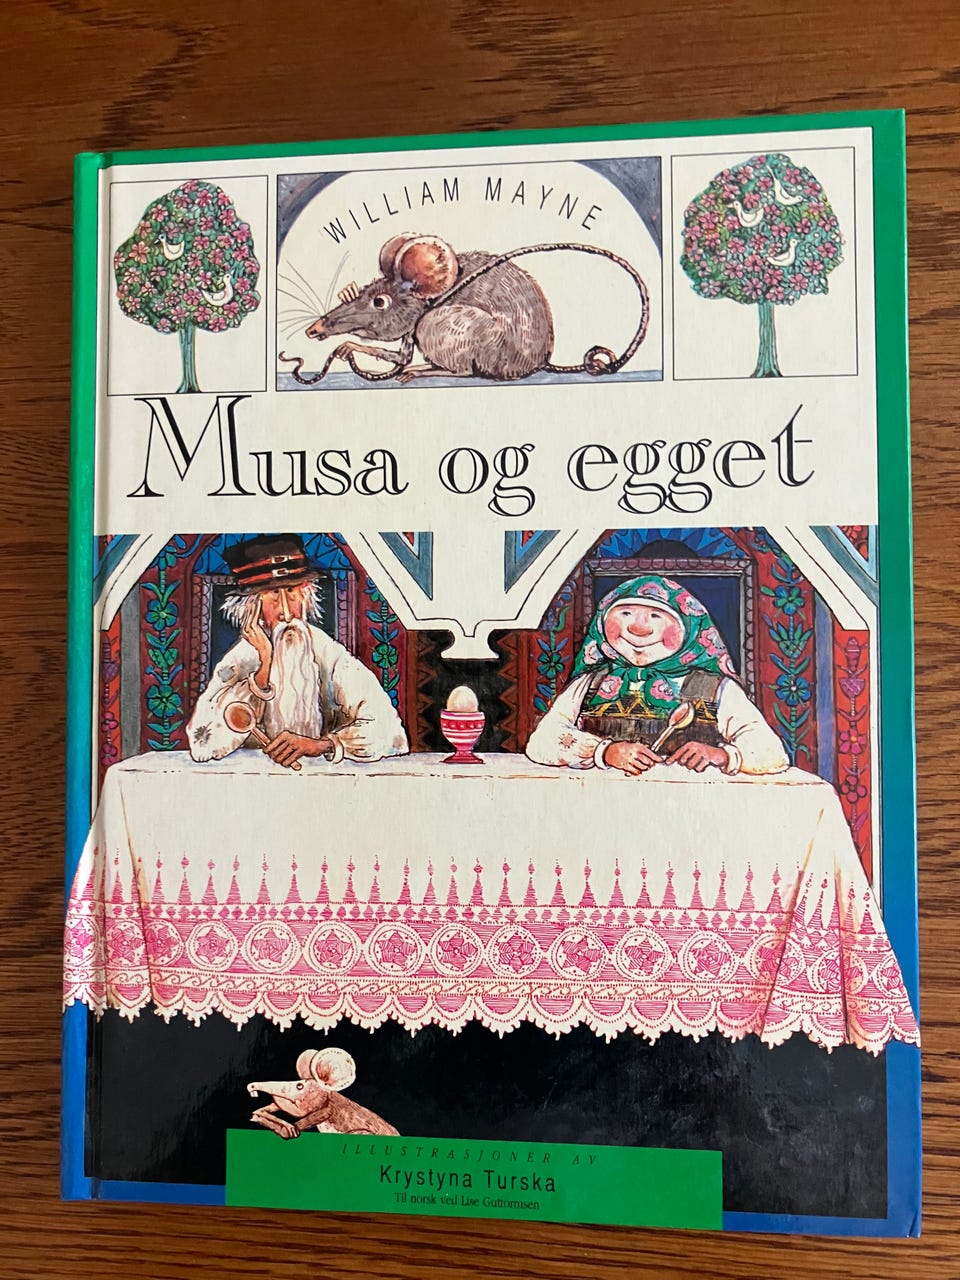 WILLIAM MAYNE
Musa og egget
ILLUSTRASJONER AV
Krystyna Turska
Til norsk ved Lise Guttormsen